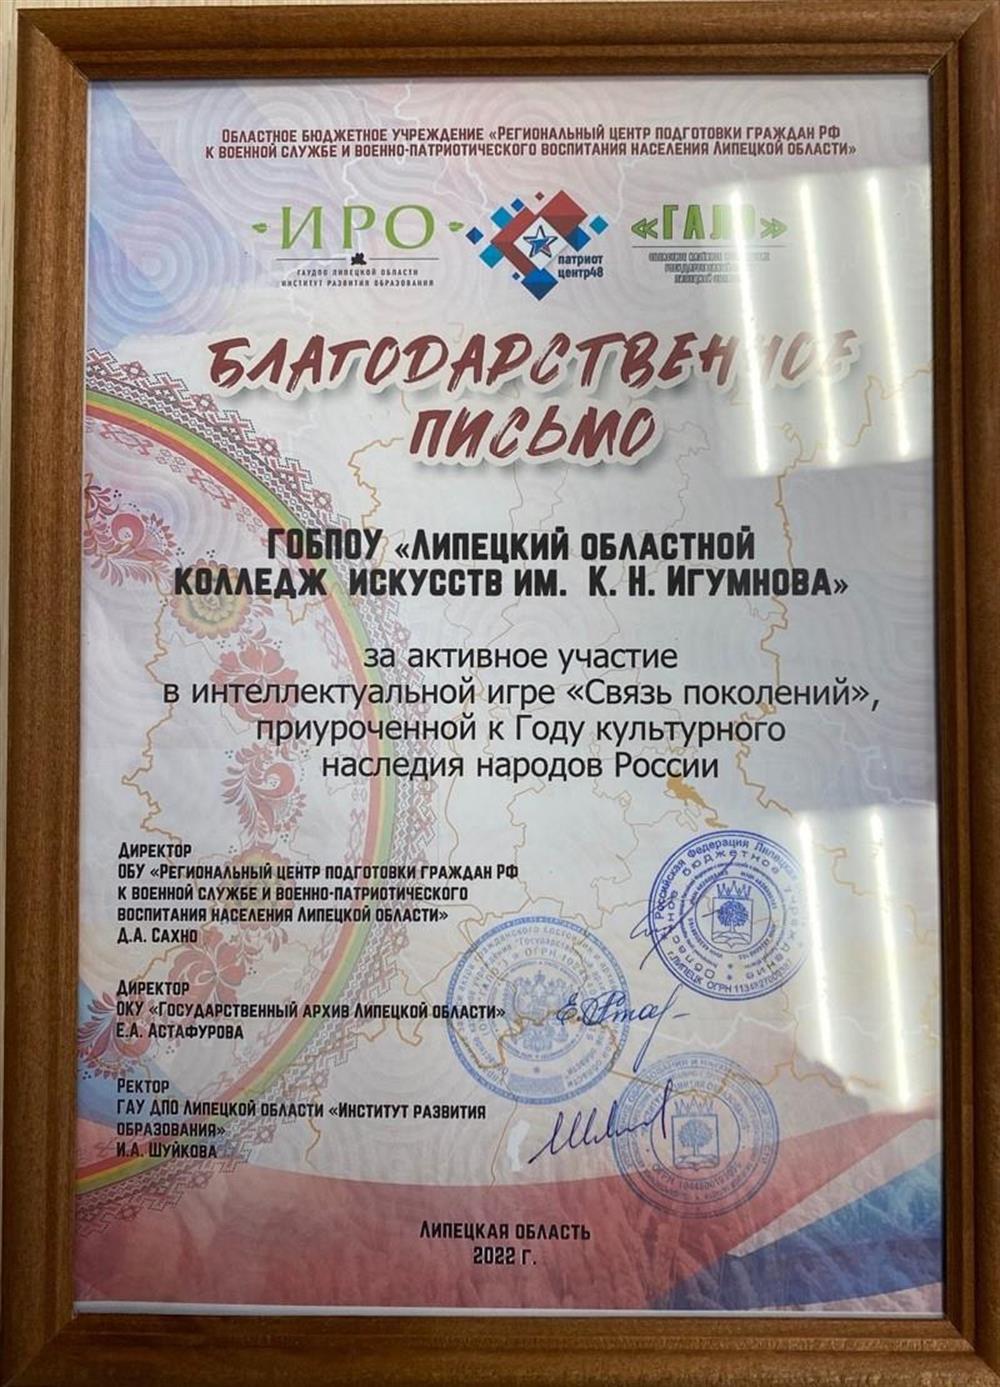 Областное бюджетное учреждение «Региональный центр подготовки граждан РФ
к военной службе и военно-патриотического воспитания населения Липецкой области»
ИРО
ГАУДПО ЛИПЕЦКОЙ ОБЛАСТИ
ИНСТИТУТ РАЗВИТИЯ ОБРАЗОВАНИЯ
патриот
центр48
«ГАЛО»
БЛАГОДАРСТВЕННОЕ
ПИСЬМО
ГОБПОУ «Липецкий областной
колледж искусств им. К. Н. Игумнова»
за активное участие
в интеллектуальной игре «Связь поколений»,
приуроченной к Году культурного
наследия народов России
Директор
ОБУ «Региональный центр подготовки граждан РФ
к военной службе и военно-патриотического
воспитания населения Липецкой области»
Д.А. Сахно
Директор
ОКУ «Государственный архив Липецкой области»
Е.А. Астафурова
Ректор
ГАУ ДПО Липецкой области «Институт развития
образования»
И.А. Шуйкова
Липецкая область
2022 г.